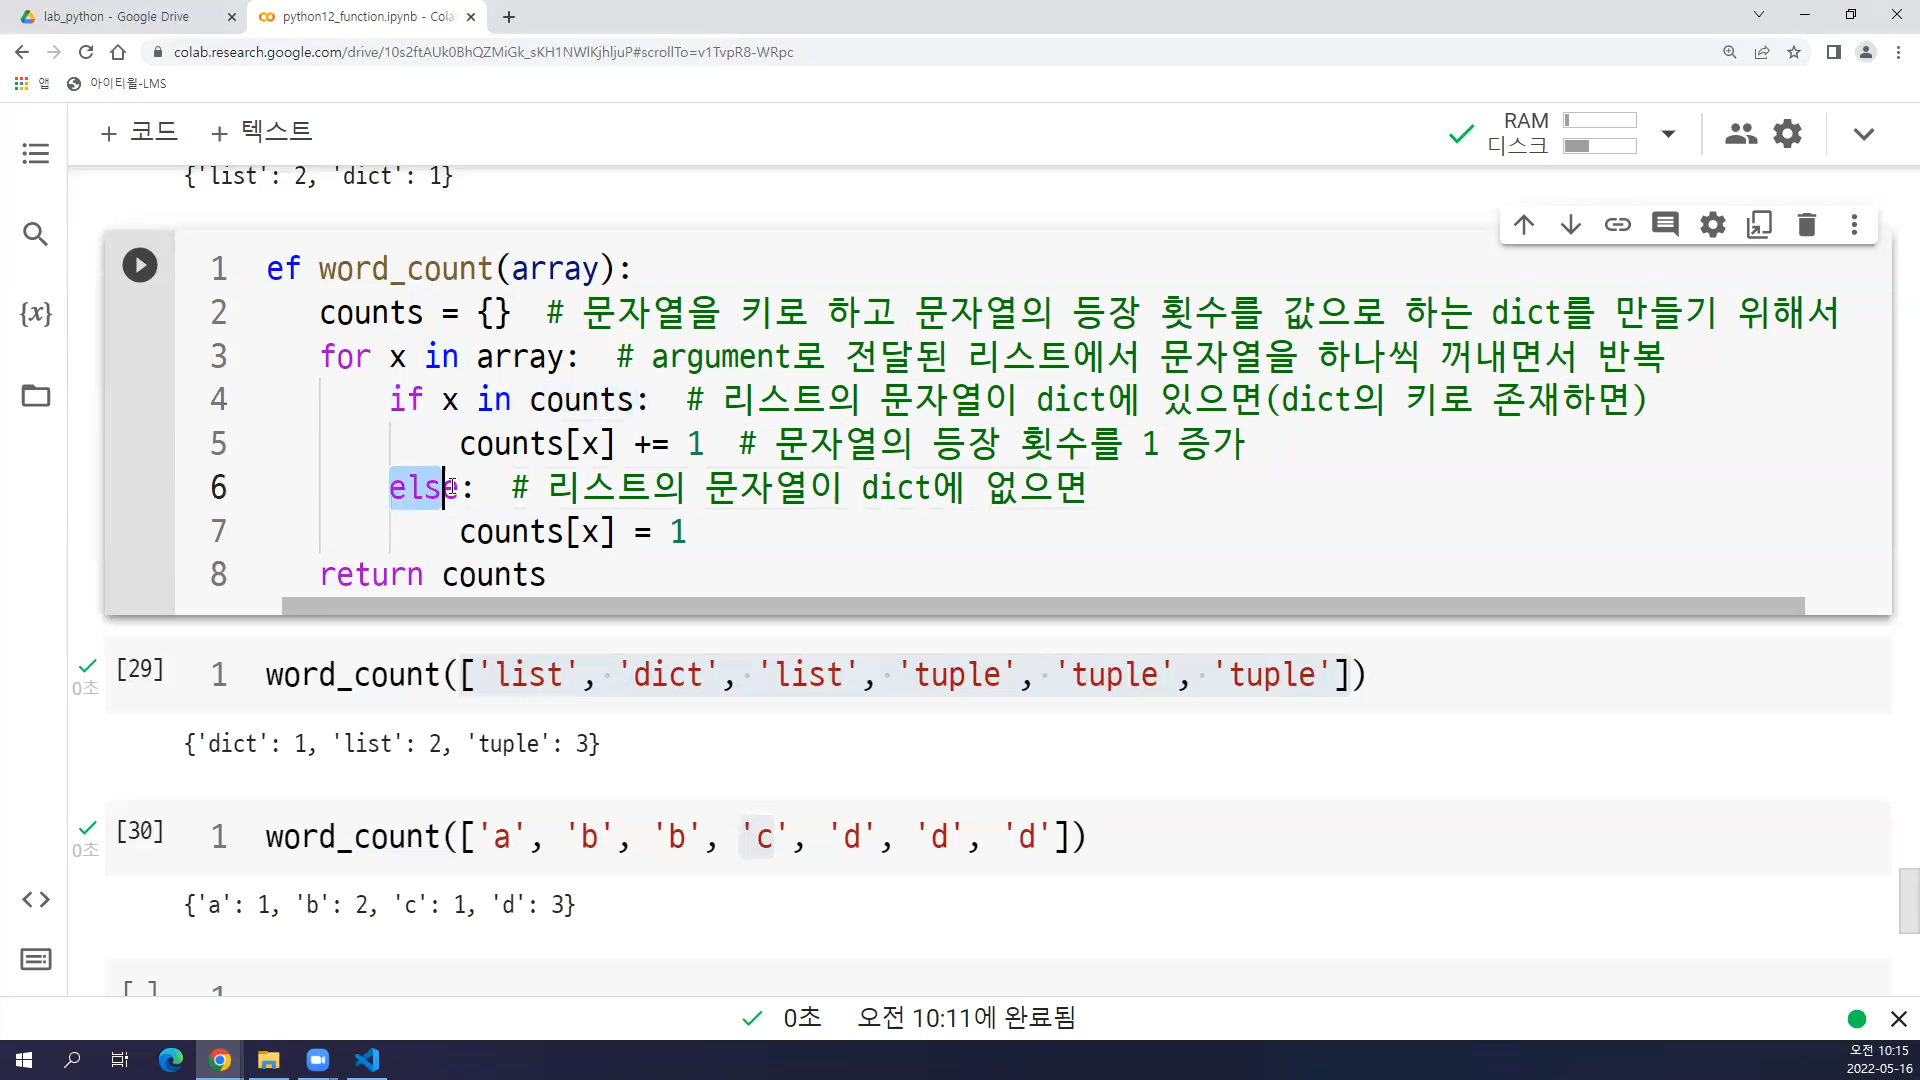 lab_python - Google Drive
python12_function.ipynb - Cola
colab.research.google.com/drive/10s2ftAUk0BhQZMiGk_sKH1NWlKjhljuP#scrollTo=v1TvpR8-WRpc
앱
아이티윌-LMS
+ 코드 + 텍스트
RAM
디스크
{'list': 2, 'dict': 1}
1 ef word_count(array):
2 counts = {}  # 문자열을 키로 하고 문자열의 등장 횟수를 값으로 하는 dict를 만들기 위해서
3 for x in array:  # argument로 전달된 리스트에서 문자열을 하나씩 꺼내면서 반복
4 if x in counts:  # 리스트의 문자열이 dict에 있으면(dict의 키로 존재하면)
5 counts[x] += 1  # 문자열의 등장 횟수를 1 증가
6 else:  # 리스트의 문자열이 dict에 없으면
7 counts[x] = 1
8 return counts
{x}
[29] 1 word_count(['list', 'dict', 'list', 'tuple', 'tuple', 'tuple'])
0초
{'dict': 1, 'list': 2, 'tuple': 3}
[30] 1 word_count(['a', 'b', 'b', 'c', 'd', 'd', 'd'])
0초
{'a': 1, 'b': 2, 'c': 1, 'd': 3}
[ ] 1
0초 오전 10:11에 완료됨
오전 10:15
2022-05-16